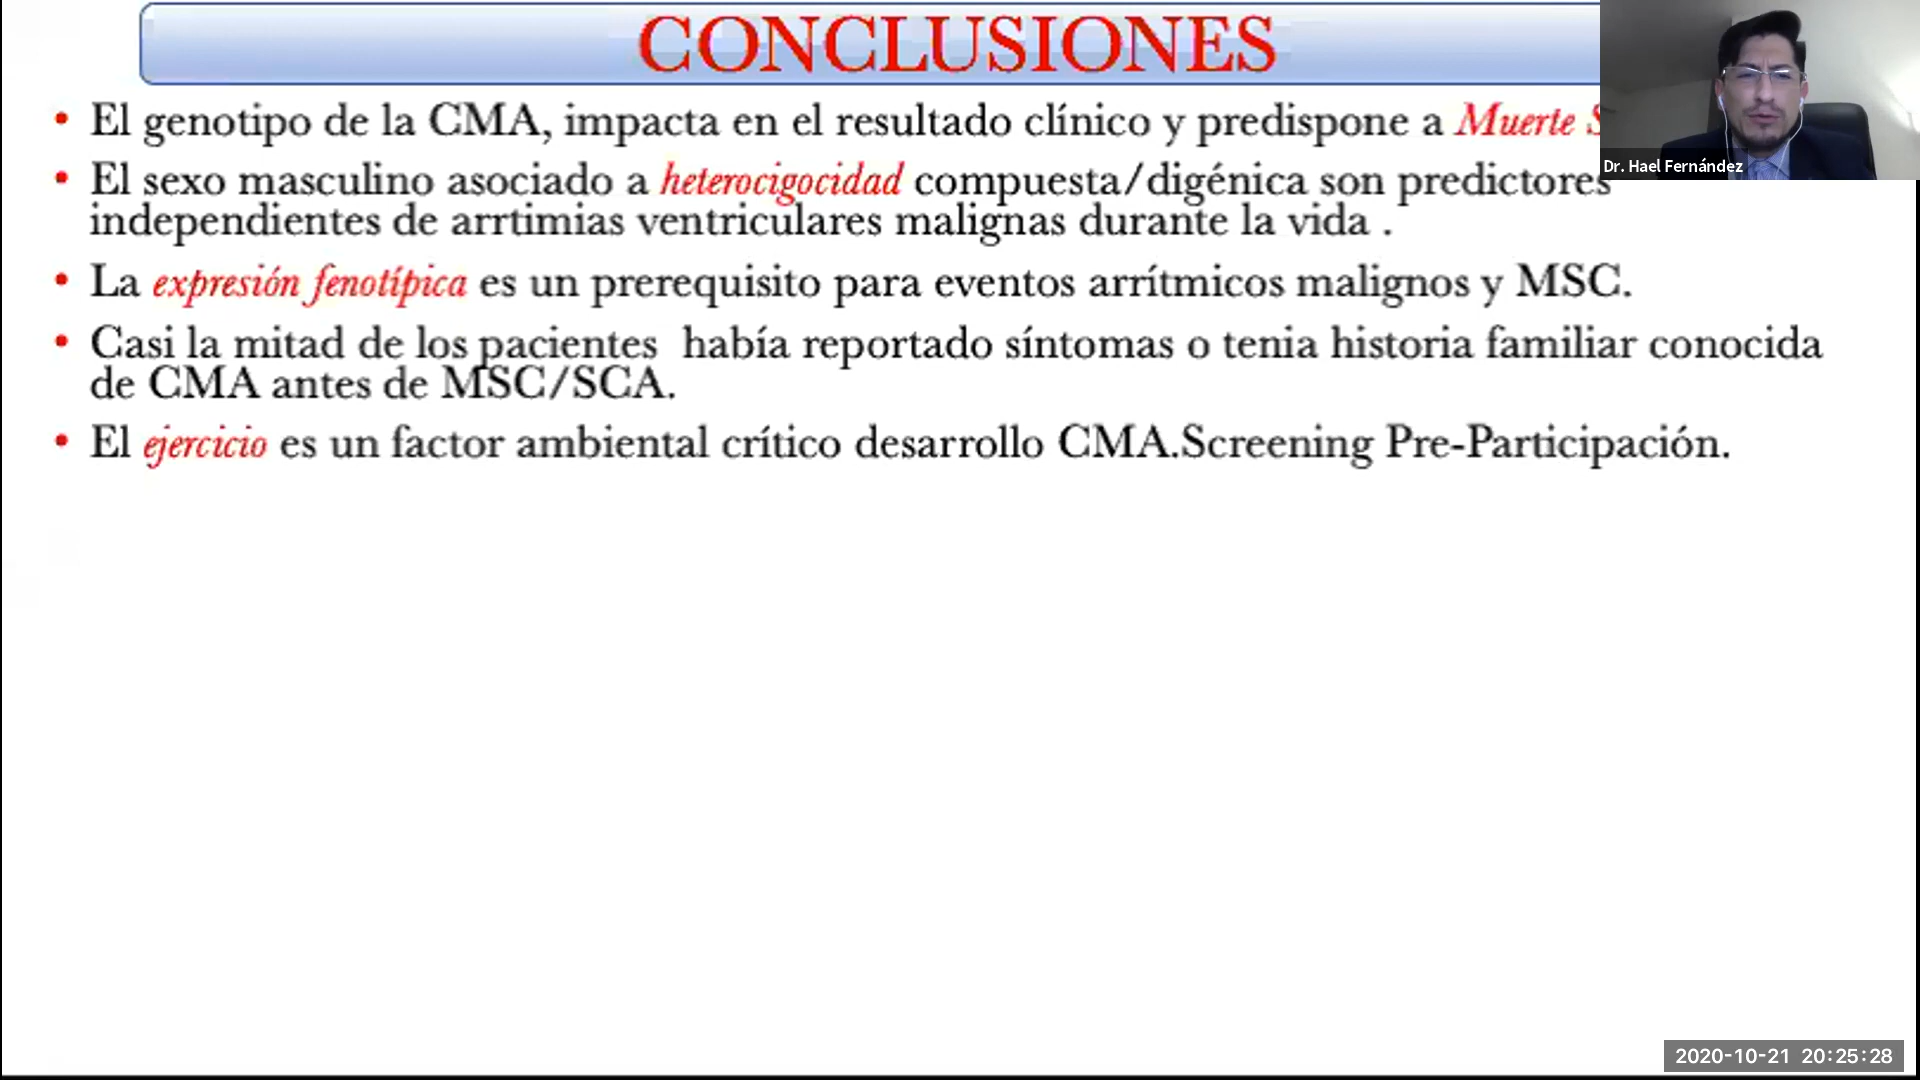 CONCLUSIONES
• El genotipo de la CMA, impacta en el resultado clínico y predispone a Muerte
Dr. Hael Fernández
• El sexo masculino asociado a heterocigocidad compuesta/digénica son predictores
independientes de arrtimias ventriculares malignas durante la vida .
• La expresión fenotípica es un prerequisito para eventos arrítmicos malignos y MSC.
• Casi la mitad de los pacientes había reportado síntomas o tenia historia familiar conocida
de CMA antes de MSC/SCA.
• El ejercicio es un factor ambiental crítico desarrollo CMA.Screening Pre-Participación.
2020-10-21 20:25:28